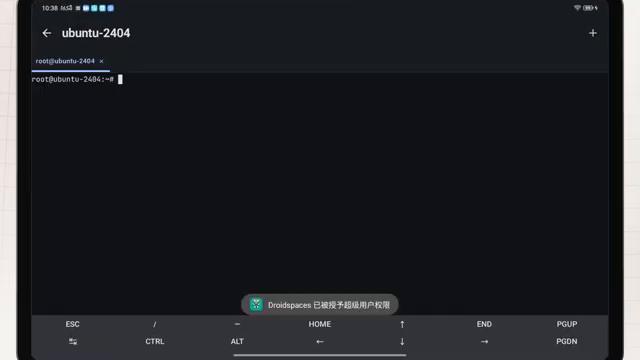 10:38
ubuntu-2404
root@ubuntu-2404 ×
root@ubuntu-2404:~#
Droidspaces 已被授予超级用户权限
ESC / − HOME ↑ END PGUP
↹ CTRL ALT ← ↓ → PGDN